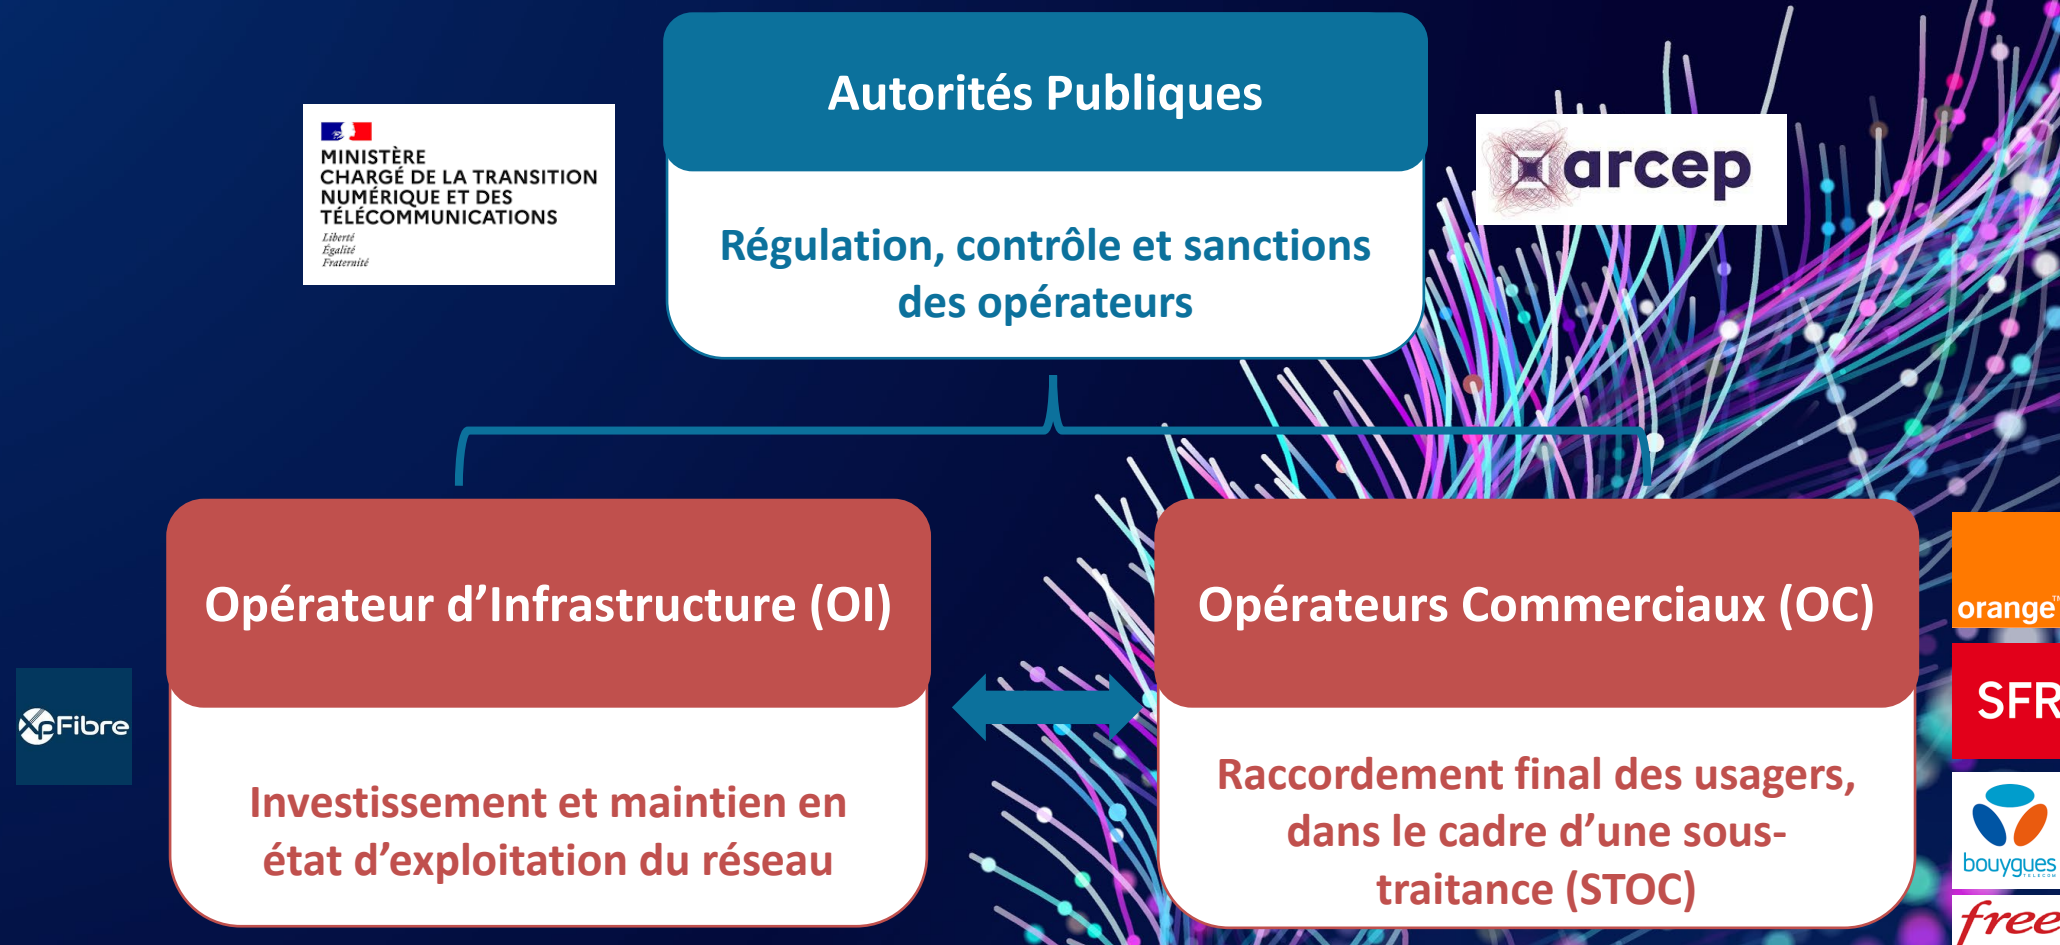 Autorités Publiques
MINISTÈRE
CHARGÉ DE LA TRANSITION
NUMÉRIQUE ET DES
TÉLÉCOMMUNICATIONS
Liberté
Égalité
Fraternité
arcep
Régulation, contrôle et sanctions
des opérateurs
Opérateur d’Infrastructure (OI)
XpFibre
Investissement et maintien en
état d’exploitation du réseau
Opérateurs Commerciaux (OC)
Raccordement final des usagers,
dans le cadre d’une sous-
traitance (STOC)
orange
SFR
bouygues
TELECOM
free